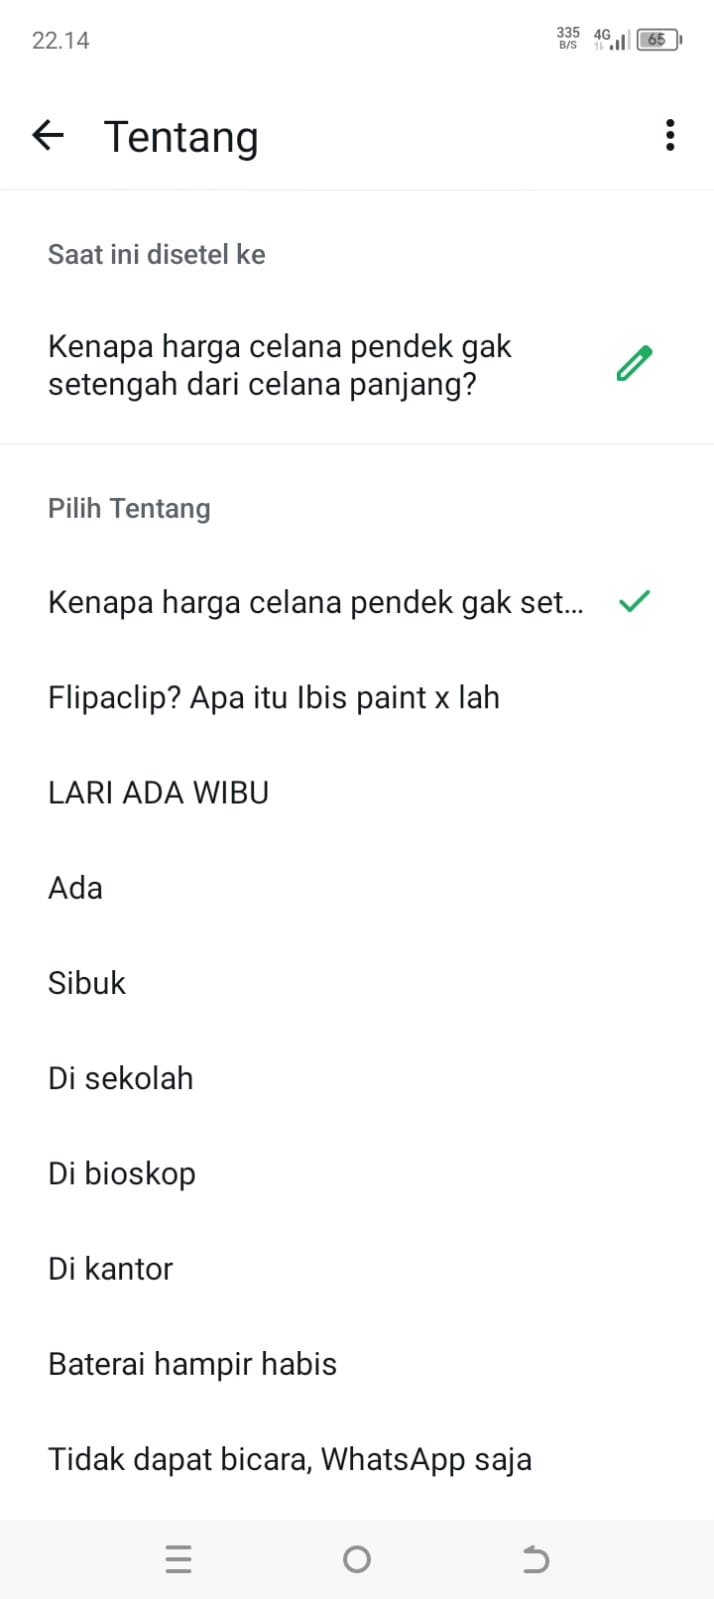 22.14
335 B/S 4G 65
Tentang
Saat ini disetel ke
Kenapa harga celana pendek gak
setengah dari celana panjang?
Pilih Tentang
Kenapa harga celana pendek gak set...
Flipaclip? Apa itu Ibis paint x lah
LARI ADA WIBU
Ada
Sibuk
Di sekolah
Di bioskop
Di kantor
Baterai hampir habis
Tidak dapat bicara, WhatsApp saja